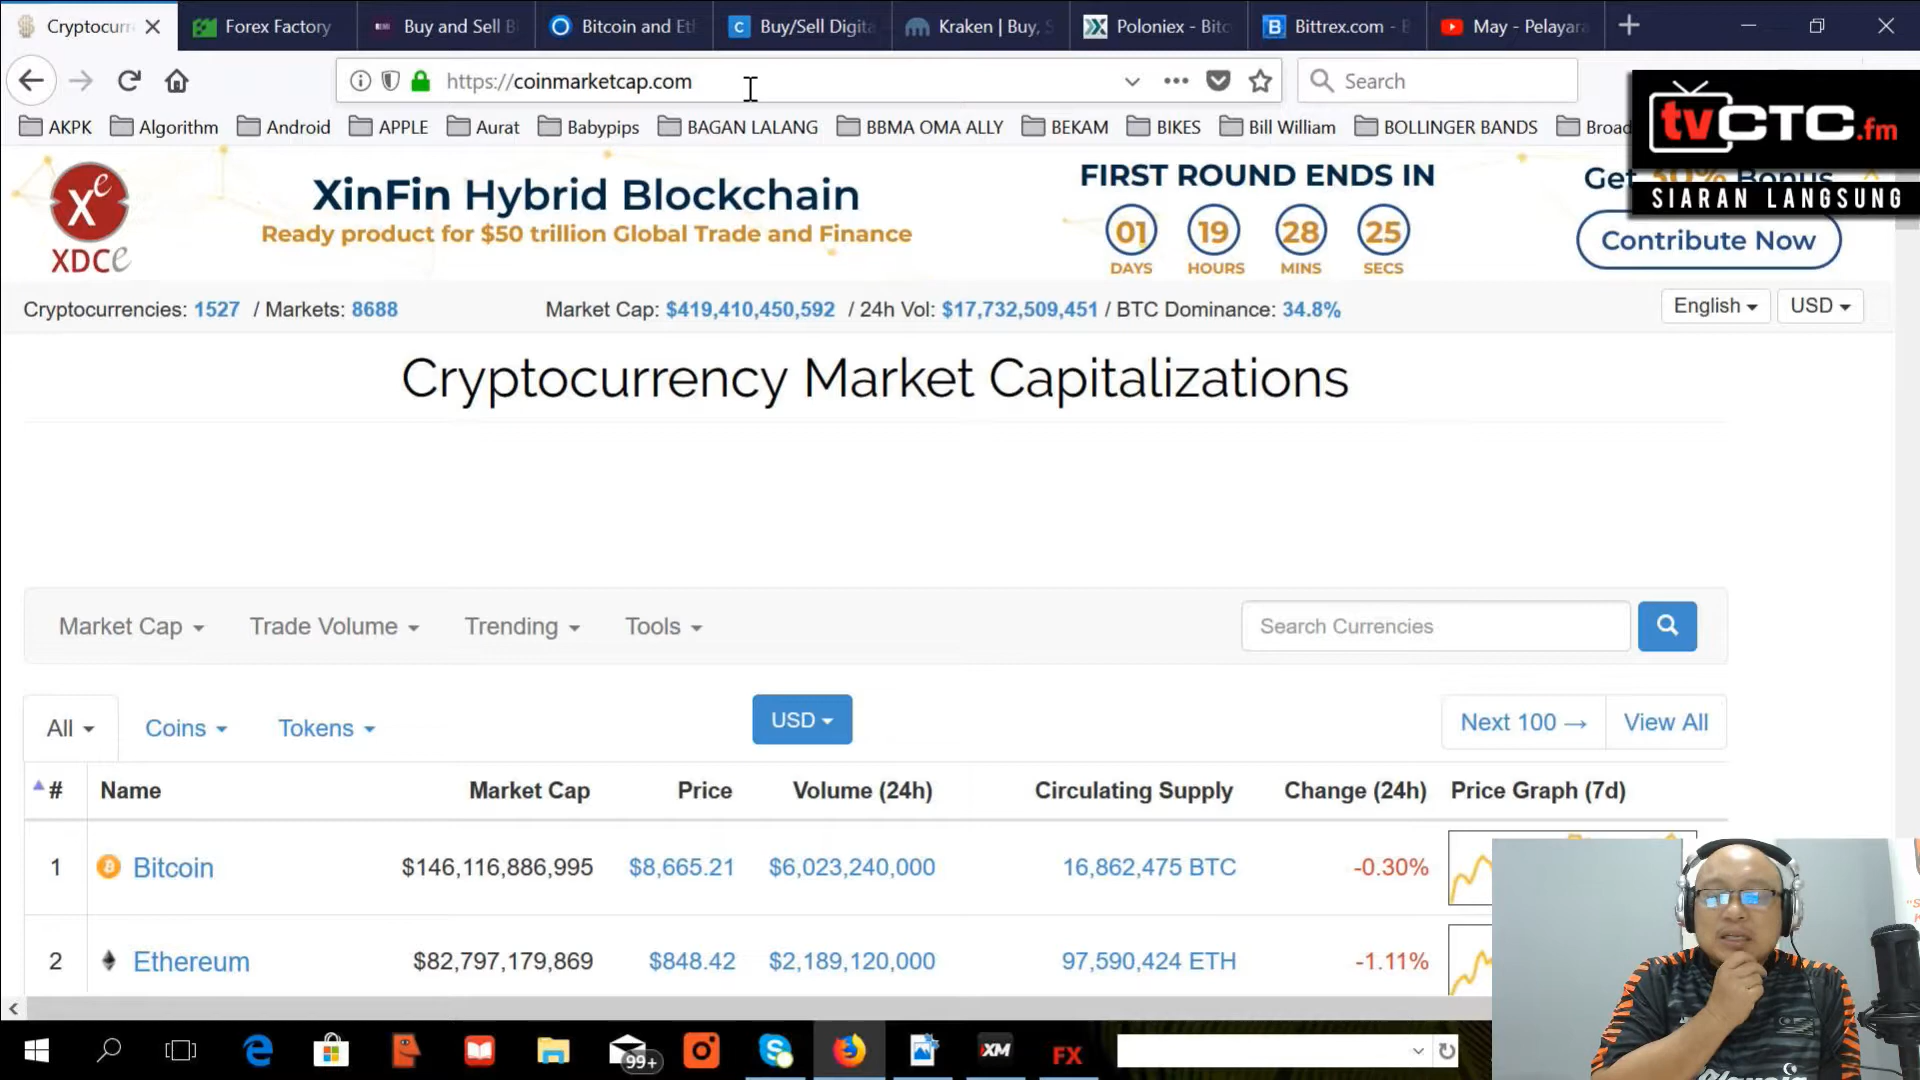 Cryptocurr
Forex Factory
Buy and Sell B
Bitcoin and Et
Buy/Sell Digita
Kraken | Buy, S
Poloniex - Bitc
Bittrex.com - B
May - Pelayara
https://coinmarketcap.com
Search
AKPK
Algorithm
Android
APPLE
Aurat
Babypips
BAGAN LALANG
BBMA OMA ALLY
BEKAM
BIKES
Bill William
BOLLINGER BANDS
Broad
tvCTC.fm
SIARAN LANGSUNG
Xe
XDCe
XinFin Hybrid Blockchain
Ready product for $50 trillion Global Trade and Finance
FIRST ROUND ENDS IN
01 19 28 25
DAYS HOURS MINS SECS
Get 30% Bonus
Contribute Now
Cryptocurrencies: 1527 / Markets: 8688
Market Cap: $419,410,450,592 / 24h Vol: $17,732,509,451 / BTC Dominance: 34.8%
English
USD
Cryptocurrency Market Capitalizations
Market Cap
Trade Volume
Trending
Tools
Search Currencies
All
Coins
Tokens
USD
Next 100 →
View All
# Name Market Cap Price Volume (24h) Circulating Supply Change (24h) Price Graph (7d)
1 Bitcoin $146,116,886,995 $8,665.21 $6,023,240,000 16,862,475 BTC -0.30%
2 Ethereum $82,797,179,869 $848.42 $2,189,120,000 97,590,424 ETH -1.11%
99+
XM
FX